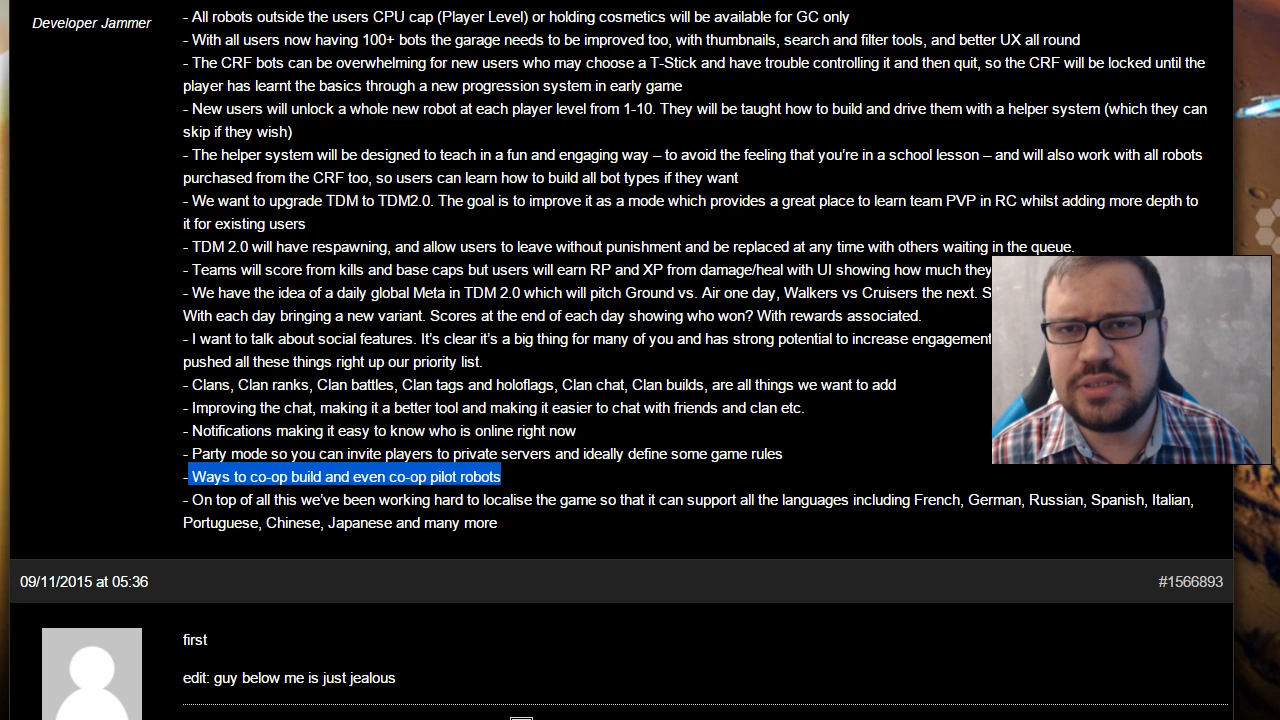 Developer Jammer
- All robots outside the users CPU cap (Player Level) or holding cosmetics will be available for GC only
- With all users now having 100+ bots the garage needs to be improved too, with thumbnails, search and filter tools, and better UX all round
- The CRF bots can be overwhelming for new users who may choose a T-Stick and have trouble controlling it and then quit, so the CRF will be locked until the
player has learnt the basics through a new progression system in early game
- New users will unlock a whole new robot at each player level from 1-10. They will be taught how to build and drive them with a helper system (which they can
skip if they wish)
- The helper system will be designed to teach in a fun and engaging way – to avoid the feeling that you’re in a school lesson – and will also work with all robots
purchased from the CRF too, so users can learn how to build all bot types if they want
- We want to upgrade TDM to TDM2.0. The goal is to improve it as a mode which provides a great place to learn team PVP in RC whilst adding more depth to
it for existing users
- TDM 2.0 will have respawning, and allow users to leave without punishment and be replaced at any time with others waiting in the queue.
- Teams will score from kills and base caps but users will earn RP and XP from damage/heal with UI showing how much they
- We have the idea of a daily global Meta in TDM 2.0 which will pitch Ground vs. Air one day, Walkers vs Cruisers the next. S
With each day bringing a new variant. Scores at the end of each day showing who won? With rewards associated.
- I want to talk about social features. It’s clear it’s a big thing for many of you and has strong potential to increase engagement
pushed all these things right up our priority list.
- Clans, Clan ranks, Clan battles, Clan tags and holoflags, Clan chat, Clan builds, are all things we want to add
- Improving the chat, making it a better tool and making it easier to chat with friends and clan etc.
- Notifications making it easy to know who is online right now
- Party mode so you can invite players to private servers and ideally define some game rules
- Ways to co-op build and even co-op pilot robots
- On top of all this we’ve been working hard to localise the game so that it can support all the languages including French, German, Russian, Spanish, Italian,
Portuguese, Chinese, Japanese and many more
09/11/2015 at 05:36
#1566893
first
edit: guy below me is just jealous